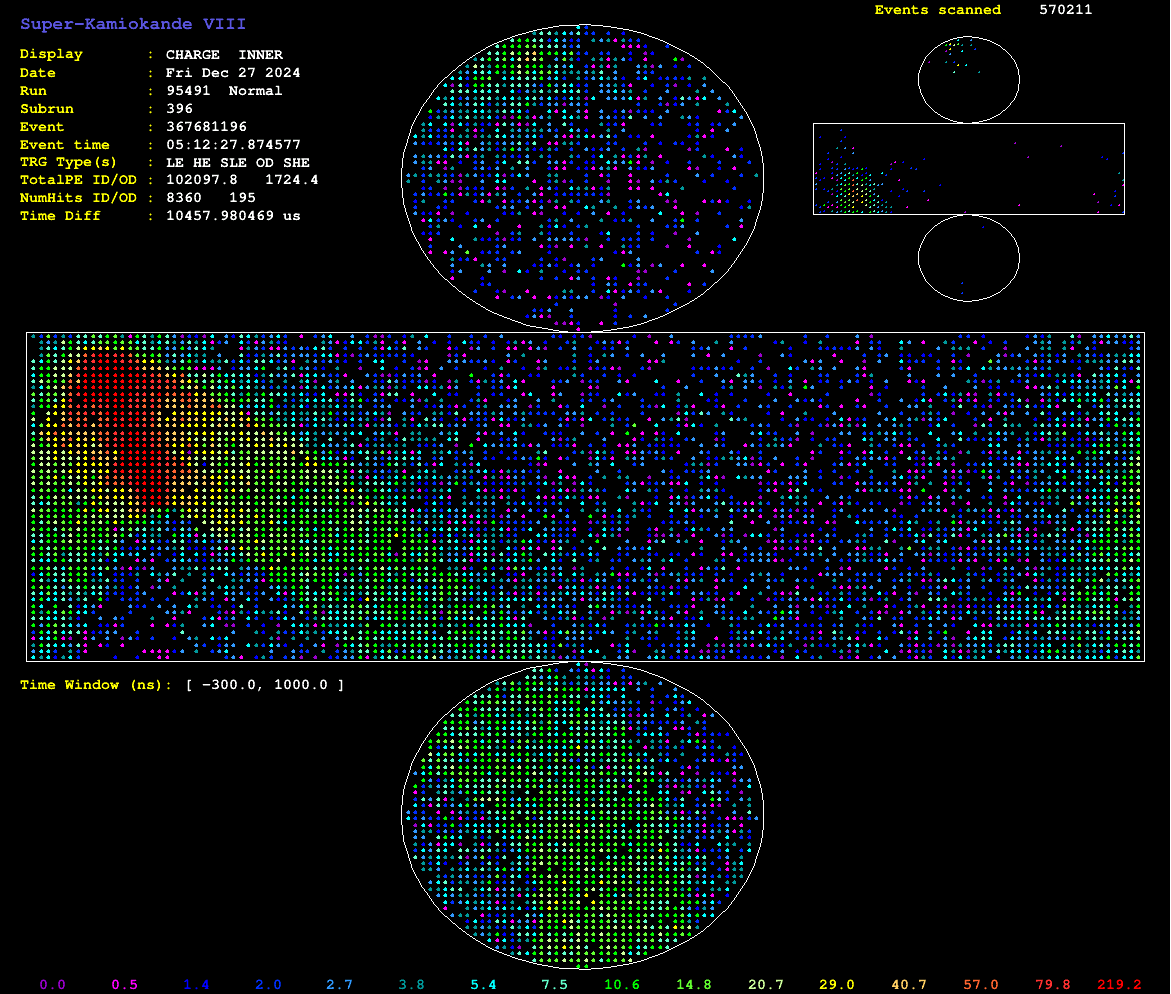 Super-Kamiokande VIII
Events scanned 570211
Display : CHARGE INNER
Date : Fri Dec 27 2024
Run : 95491 Normal
Subrun : 396
Event : 367681196
Event time : 05:12:27.874577
TRG Type(s) : LE HE SLE OD SHE
TotalPE ID/OD : 102097.8 1724.4
NumHits ID/OD : 8360 195
Time Diff : 10457.980469 us
Time Window (ns): [ −300.0, 1000.0 ]
0.0 0.5 1.4 2.0 2.7 3.8 5.4 7.5 10.6 14.8 20.7 29.0 40.7 57.0 79.8 219.2